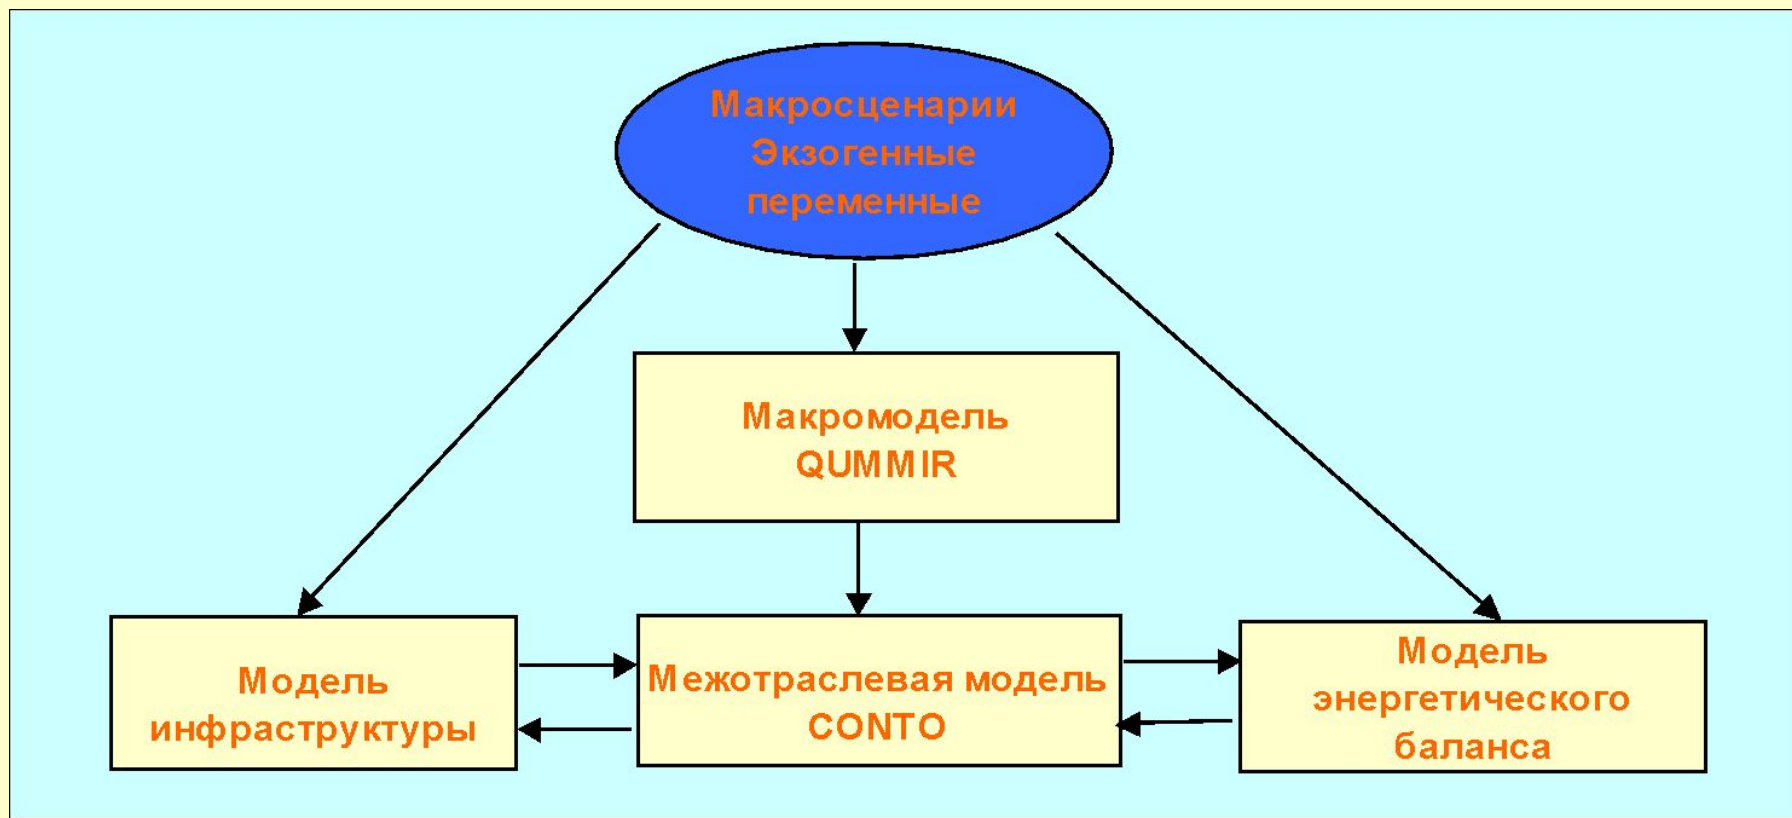 Макросценарии
Экзогенные
переменные
Макромодель
QUMMIR
Модель
инфраструктуры
Межотраслевая модель
CONTO
Модель
энергетического
баланса